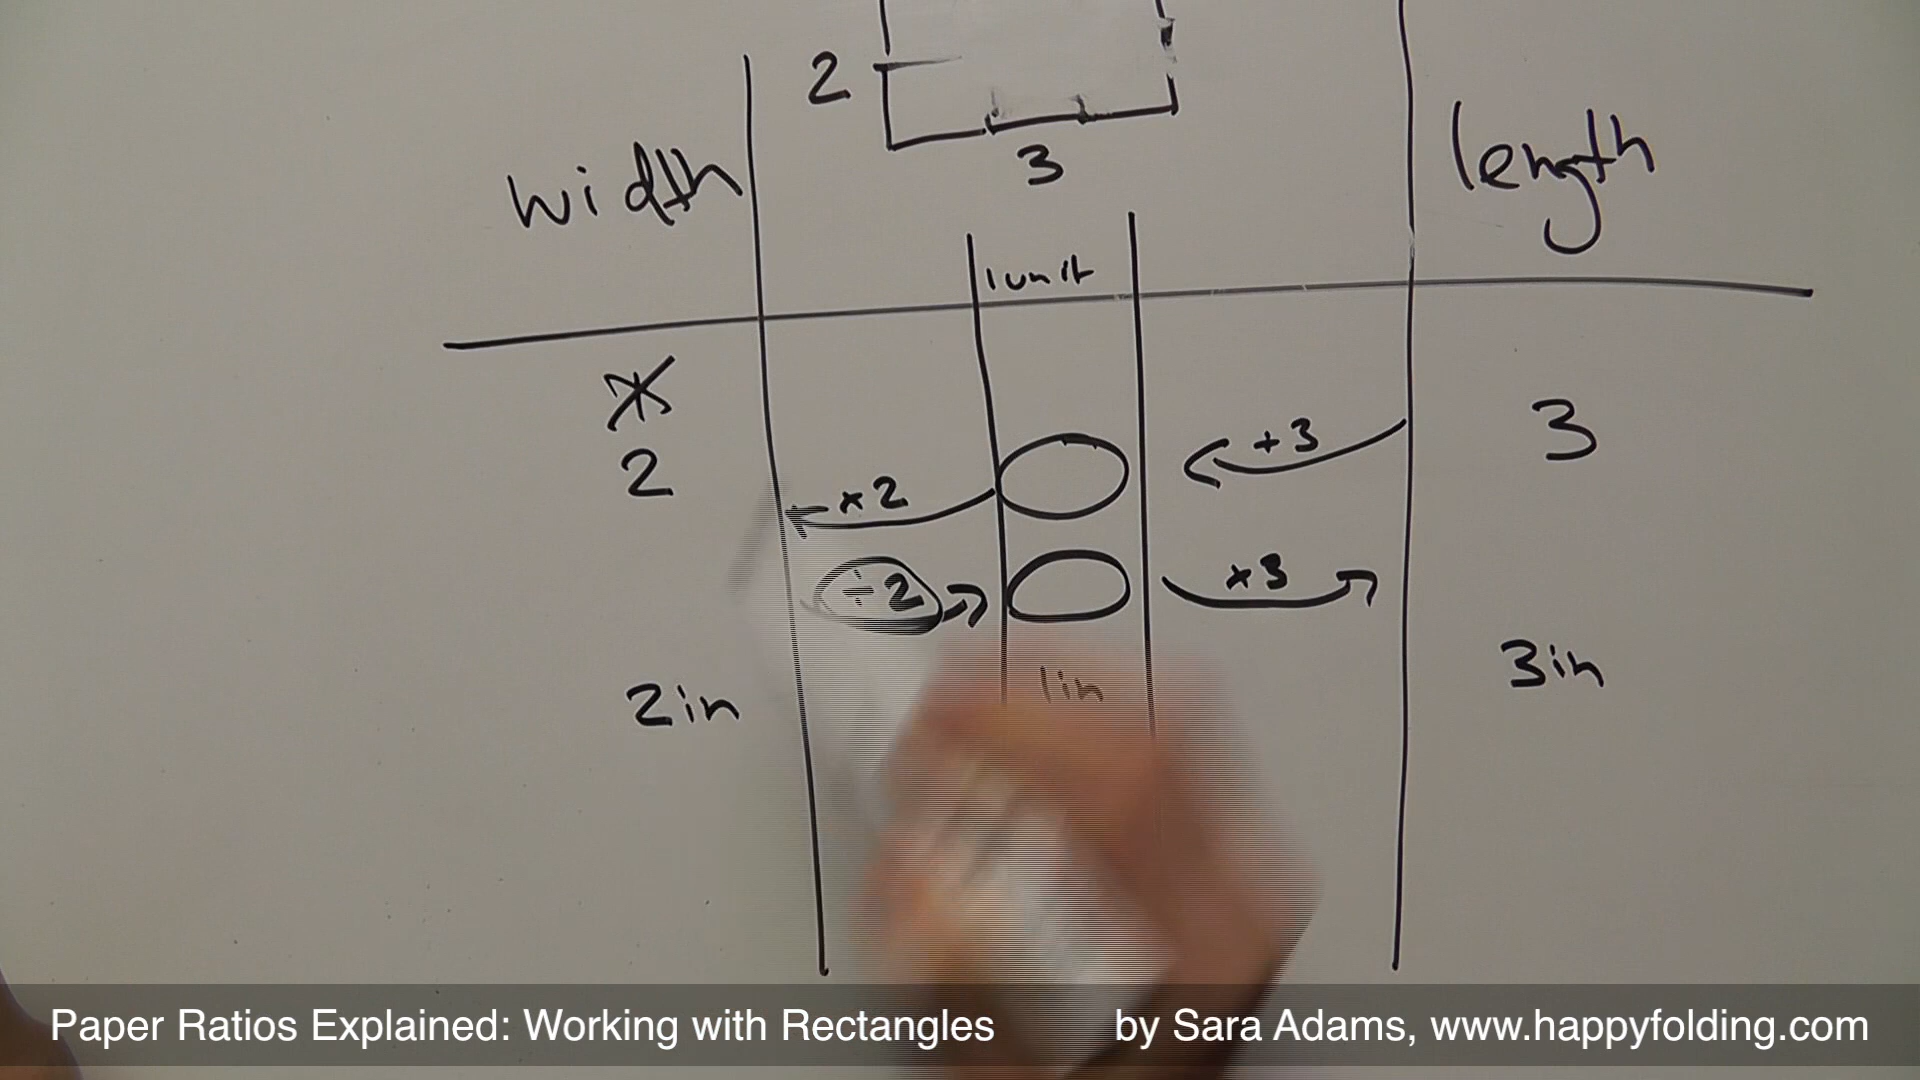 2
3
width
length
1 unit
2
3
÷3
×2
÷2
×3
2in
1in
3in
Paper Ratios Explained: Working with Rectangles
by Sara Adams, www.happyfolding.com